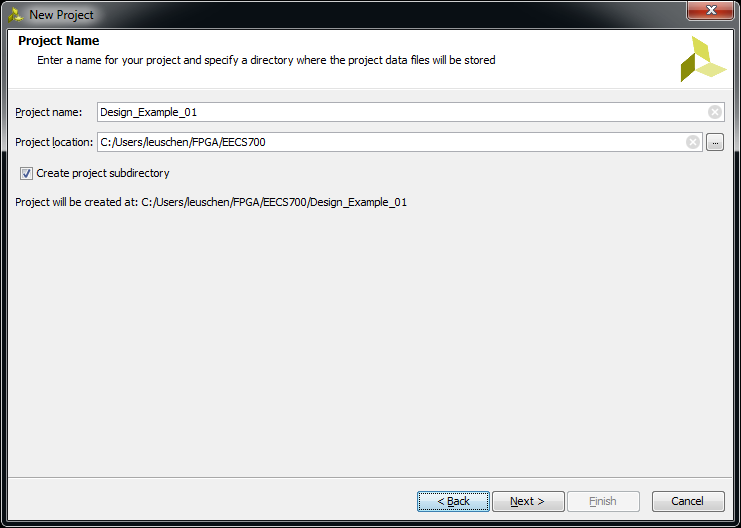 New Project
Project Name
Enter a name for your project and specify a directory where the project data files will be stored
Project name: Design_Example_01
Project location: C:/Users/leuschen/FPGA/EECS700 ...
Create project subdirectory
Project will be created at: C:/Users/leuschen/FPGA/EECS700/Design_Example_01
< Back Next > Finish Cancel